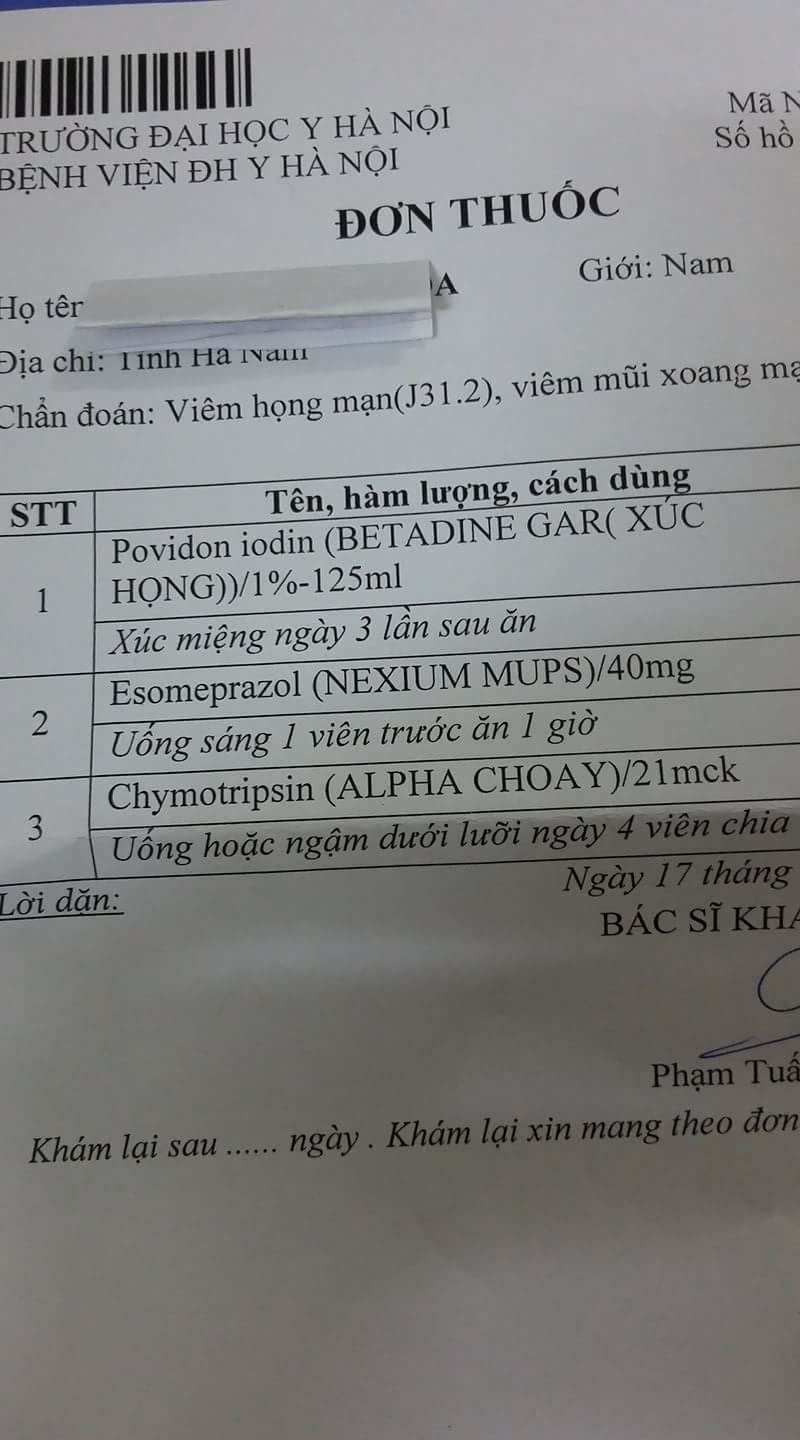 TRƯỜNG ĐẠI HỌC Y HÀ NỘI
BỆNH VIỆN ĐH Y HÀ NỘI
Mã
Số hồ
ĐƠN THUỐC
Họ tên
Giới: Nam
Địa chỉ: Tỉnh Hà Nam
Chẩn đoán: Viêm họng mạn(J31.2), viêm mũi xoang
STT
Tên, hàm lượng, cách dùng
1
Povidon iodin (BETADINE GAR( XÚC
HỌNG))/1%-125ml
Xúc miệng ngày 3 lần sau ăn
2
Esomeprazol (NEXIUM MUPS)/40mg
Uống sáng 1 viên trước ăn 1 giờ
3
Chymotripsin (ALPHA CHOAY)/21mck
Uống hoặc ngậm dưới lưỡi ngày 4 viên chia
Lời dặn:
Ngày 17 tháng
BÁC SĨ
Phạm
Khám lại sau ...... ngày . Khám lại xin mang theo đơn